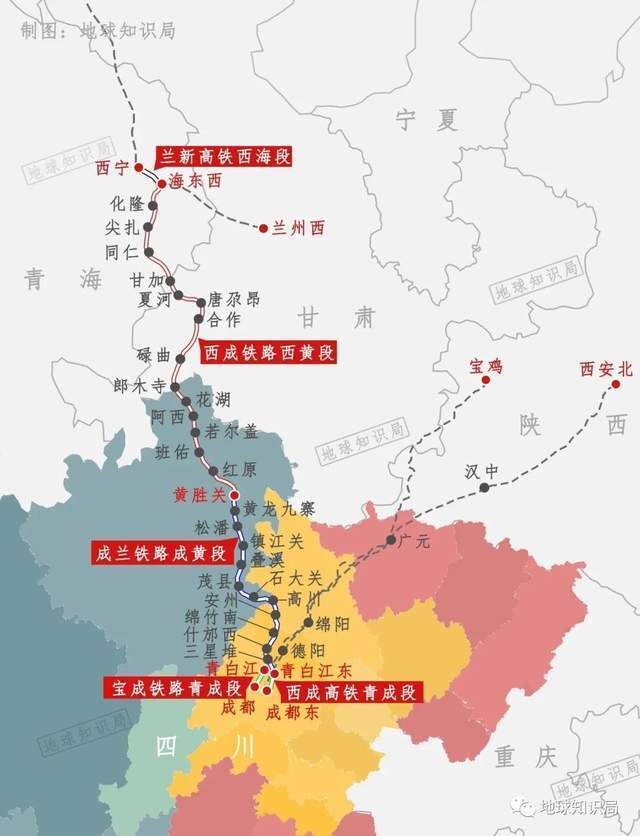 制图：地球知识局
宁夏
地球知识局
兰新高铁西海段
西宁
海东西
化隆
兰州西
尖扎
同仁
青海
地球知识局
甘加
夏河
唐尕昂
甘肃
合作
西成铁路西黄段
碌曲
宝鸡
西安北
郎木寺
花湖
阿西
陕西
若尔盖
地球知识局
班佑
红原
汉中
黄胜关
黄龙九寨
松潘
镇江关
广元
成兰铁路成黄段
叠溪
茂县
石大关
安州
高川
绵竹南
绵阳
什邡西
三星堆
德阳
青白江
青白江东
宝成铁路青成段
西成高铁青成段
成都
成都东
地球知识局
四川
重庆
地球知识局
地球知识局